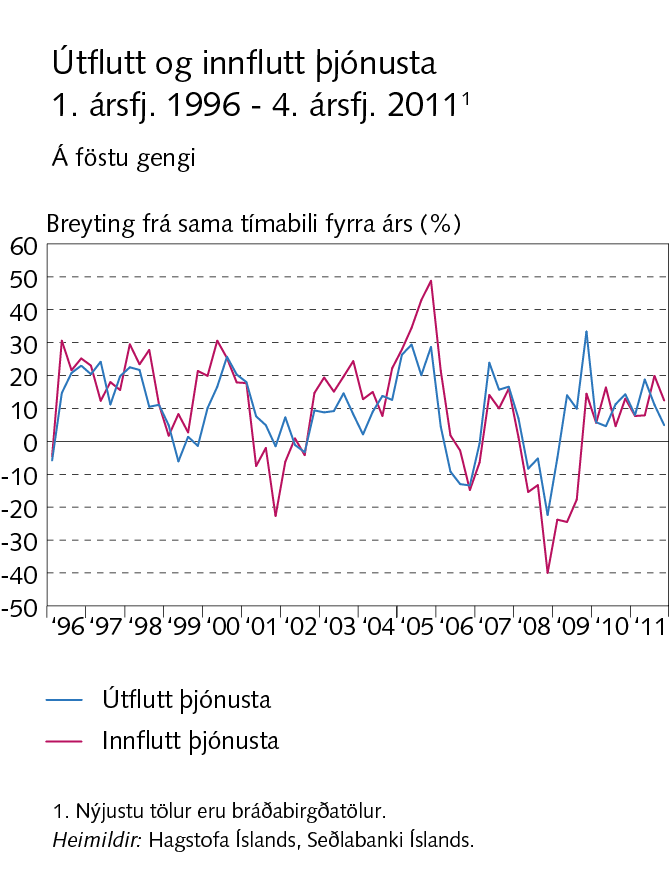 Útflutt og innflutt þjónusta
1. ársfj. 1996 - 4. ársfj. 2011¹
Á föstu gengi
Breyting frá sama tímabili fyrra árs (%)
60
50
40
30
20
10
0
-10
-20
-30
-40
-50
‘96 ‘97 ‘98 ‘99 ‘00 ‘01 ‘02 ‘03 ‘04 ‘05 ‘06 ‘07 ‘08 ‘09 ‘10 ‘11
Útflutt þjónusta
Innflutt þjónusta
1. Nýjustu tölur eru bráðabirgðatölur.
Heimildir: Hagstofa Íslands, Seðlabanki Íslands.